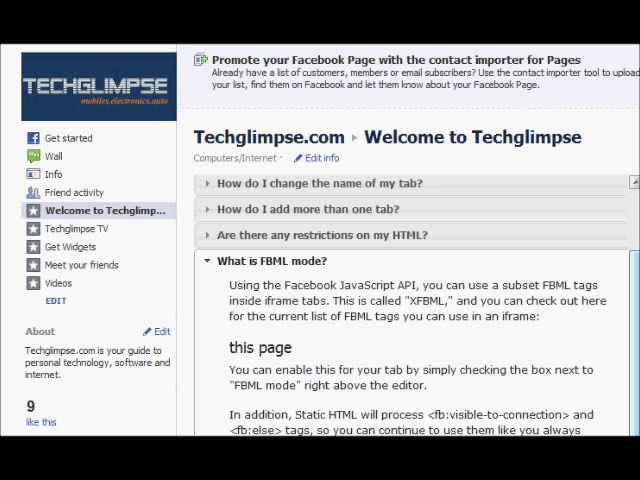 TECHGLIMPSE
mobiles.electronics.auto
Get started
Wall
Info
Friend activity
Welcome to Techglimp...
Techglimpse TV
Get Widgets
Meet your friends
Videos
EDIT
About
Edit
Techglimpse.com is your guide to
personal technology, software and
internet.
9
like this
Promote your Facebook Page with the contact importer for Pages
Already have a list of customers, members or email subscribers? Use the contact importer tool to upload
your list, find them on Facebook and let them know about your Facebook Page.
Techglimpse.com ▸ Welcome to Techglimpse
Computers/Internet · Edit info
How do I change the name of my tab?
How do I add more than one tab?
Are there any restrictions on my HTML?
What is FBML mode?
Using the Facebook JavaScript API, you can use a subset FBML tags
inside iframe tabs. This is called "XFBML," and you can check out here
for the current list of FBML tags you can use in an iframe:
this page
You can enable this for your tab by simply checking the box next to
"FBML mode" right above the editor.
In addition, Static HTML will process <fb:visible-to-connection> and
<fb:else> tags, so you can continue to use them like you always